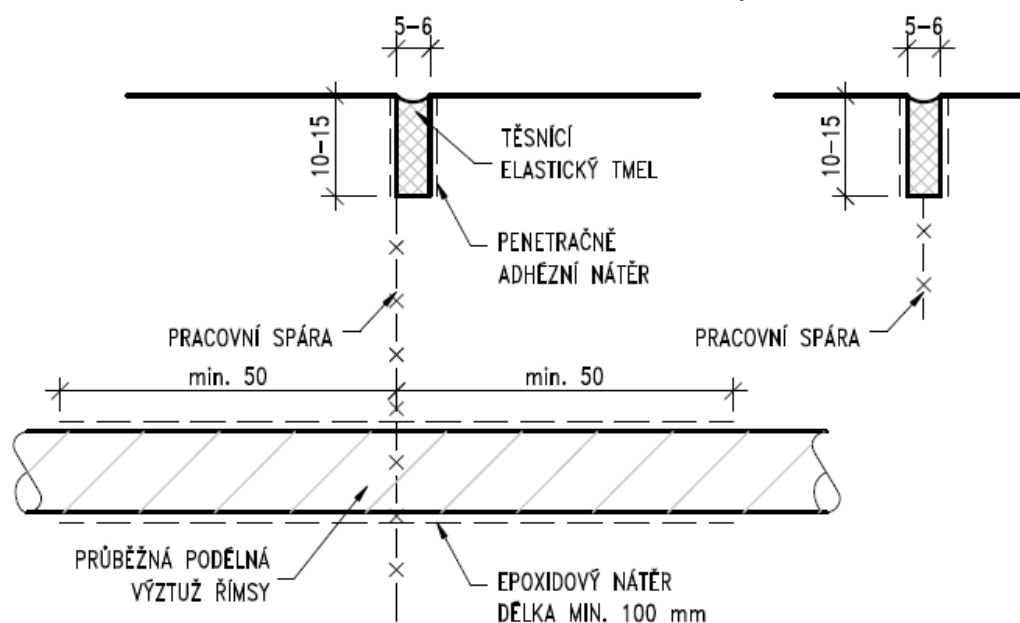 5-6
5-6
10-15
TĚSNÍCÍ
ELASTICKÝ TMEL
10-15
PENETRAČNĚ
ADHÉZNÍ NÁTĚR
PRACOVNÍ SPÁRA
PRACOVNÍ SPÁRA
min. 50
min. 50
PRŮBĚŽNÁ PODÉLNÁ
VÝZTUŽ ŘÍMSY
EPOXIDOVÝ NÁTĚR
DÉLKA MIN. 100 mm